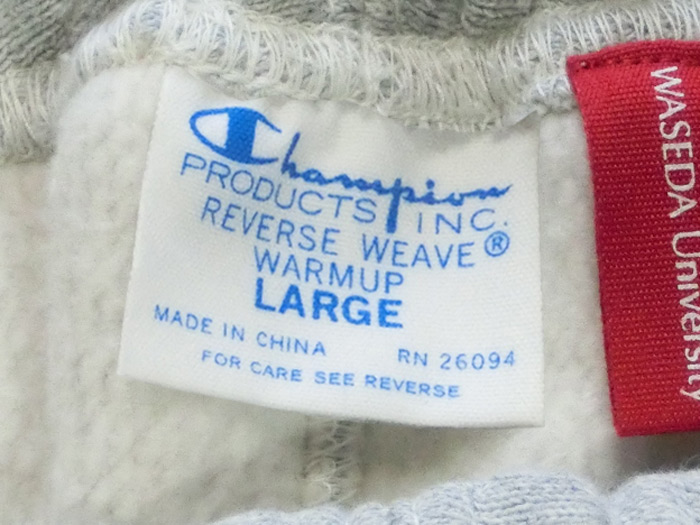 Champion
PRODUCTS INC.
REVERSE WEAVE®
WARMUP
LARGE
MADE IN CHINA RN 26094
FOR CARE SEE REVERSE
WASEDA University